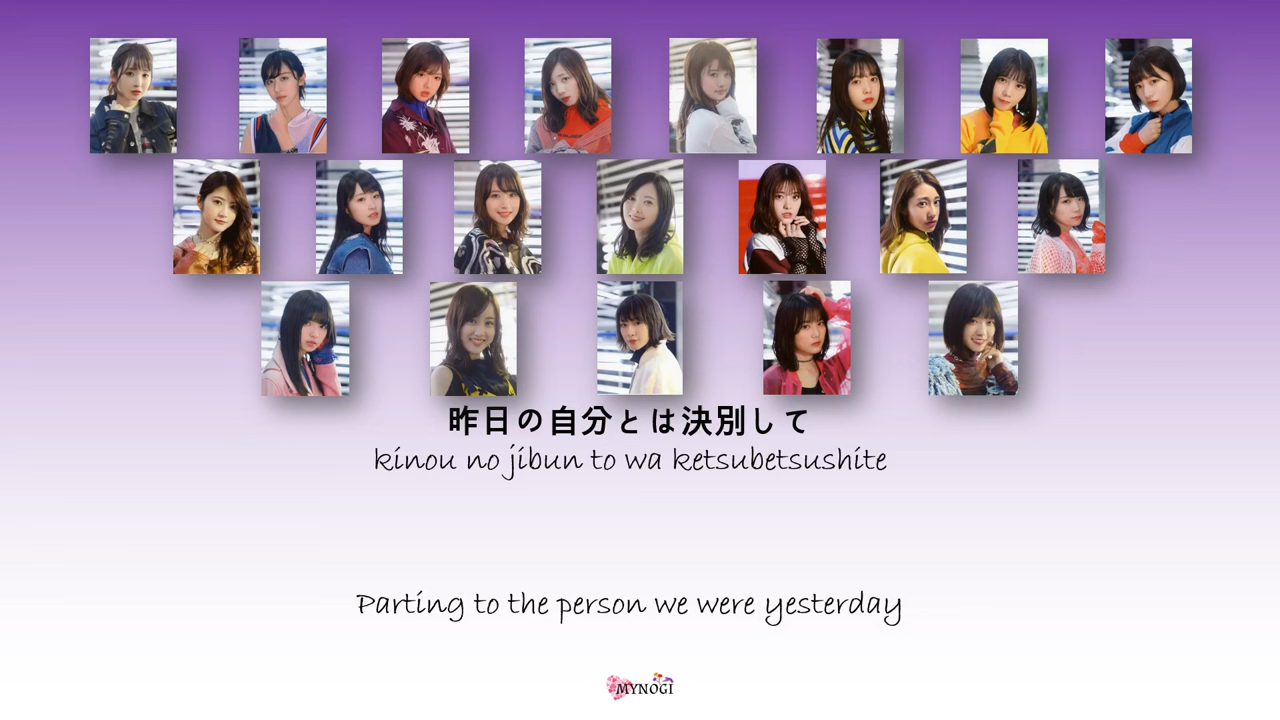 昨日の自分とは決別して
kinou no jibun to wa ketsubetsushite
Parting to the person we were yesterday
MYNOGI